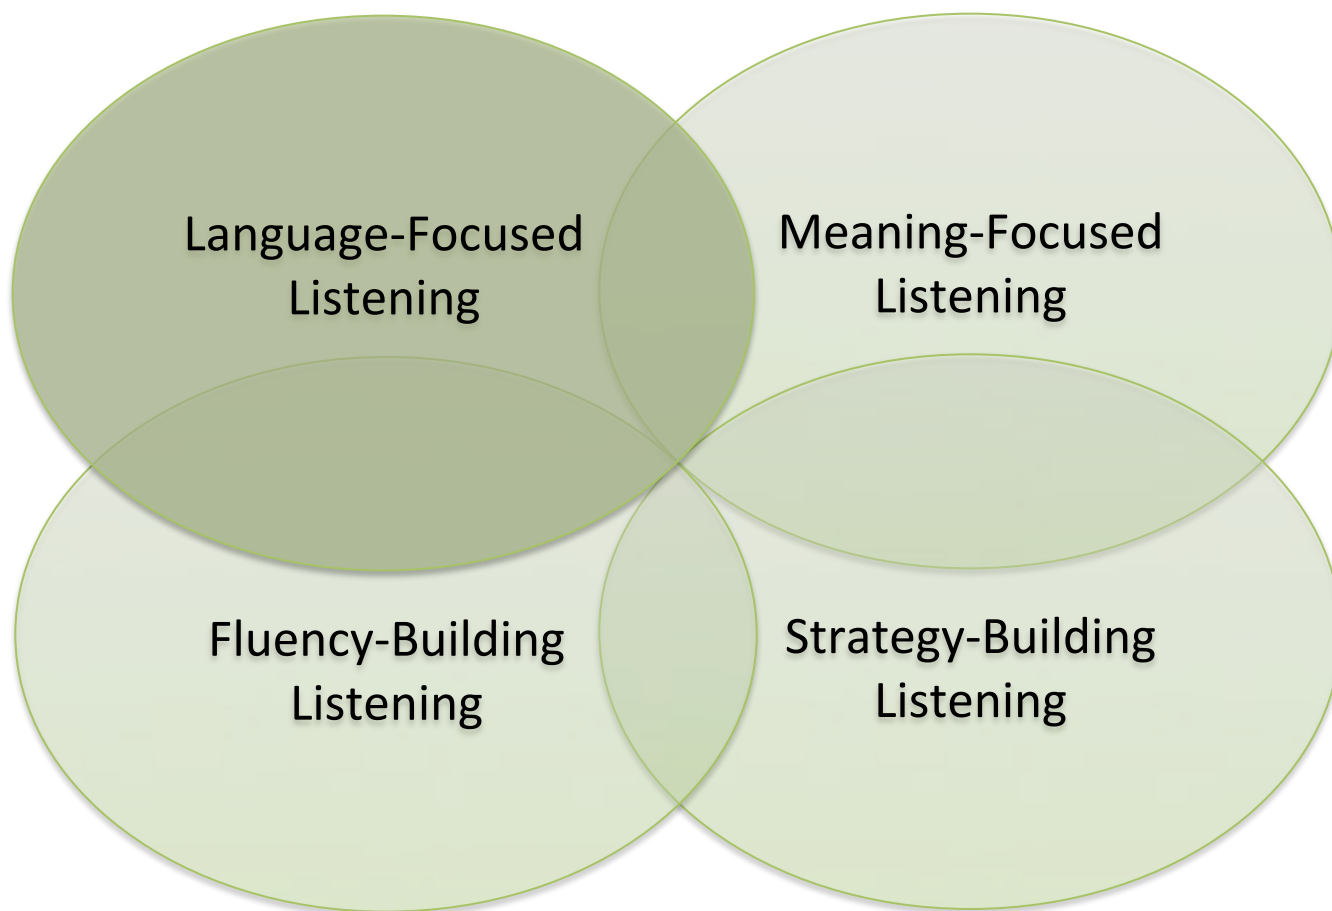 Language-Focused
Listening
Meaning-Focused
Listening
Fluency-Building
Listening
Strategy-Building
Listening